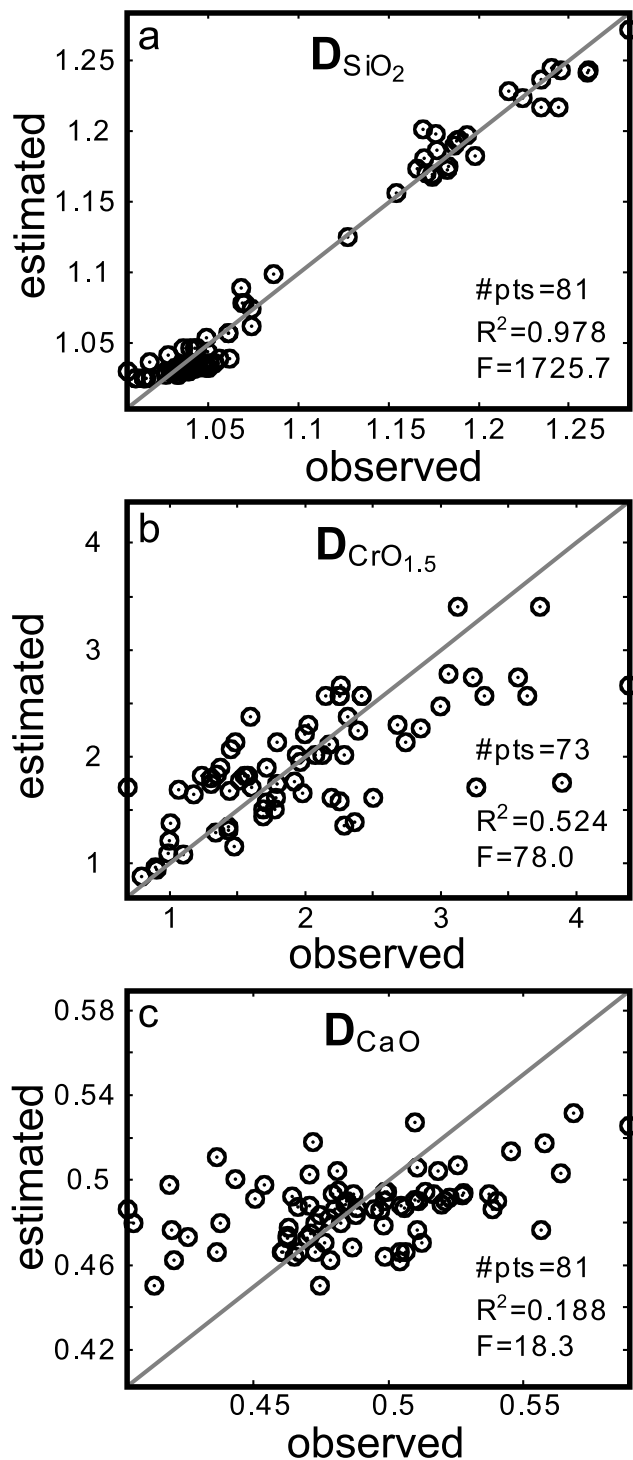 a
D SiO2
1.25
1.2
1.15
1.1
1.05
estimated
#pts=81
R²=0.978
F=1725.7
1.05 1.1 1.15 1.2 1.25
observed
b
D CrO1.5
4
3
2
1
estimated
#pts=73
R²=0.524
F=78.0
1 2 3 4
observed
c
D CaO
0.58
0.54
0.5
0.46
0.42
estimated
#pts=81
R²=0.188
F=18.3
0.45 0.5 0.55
observed